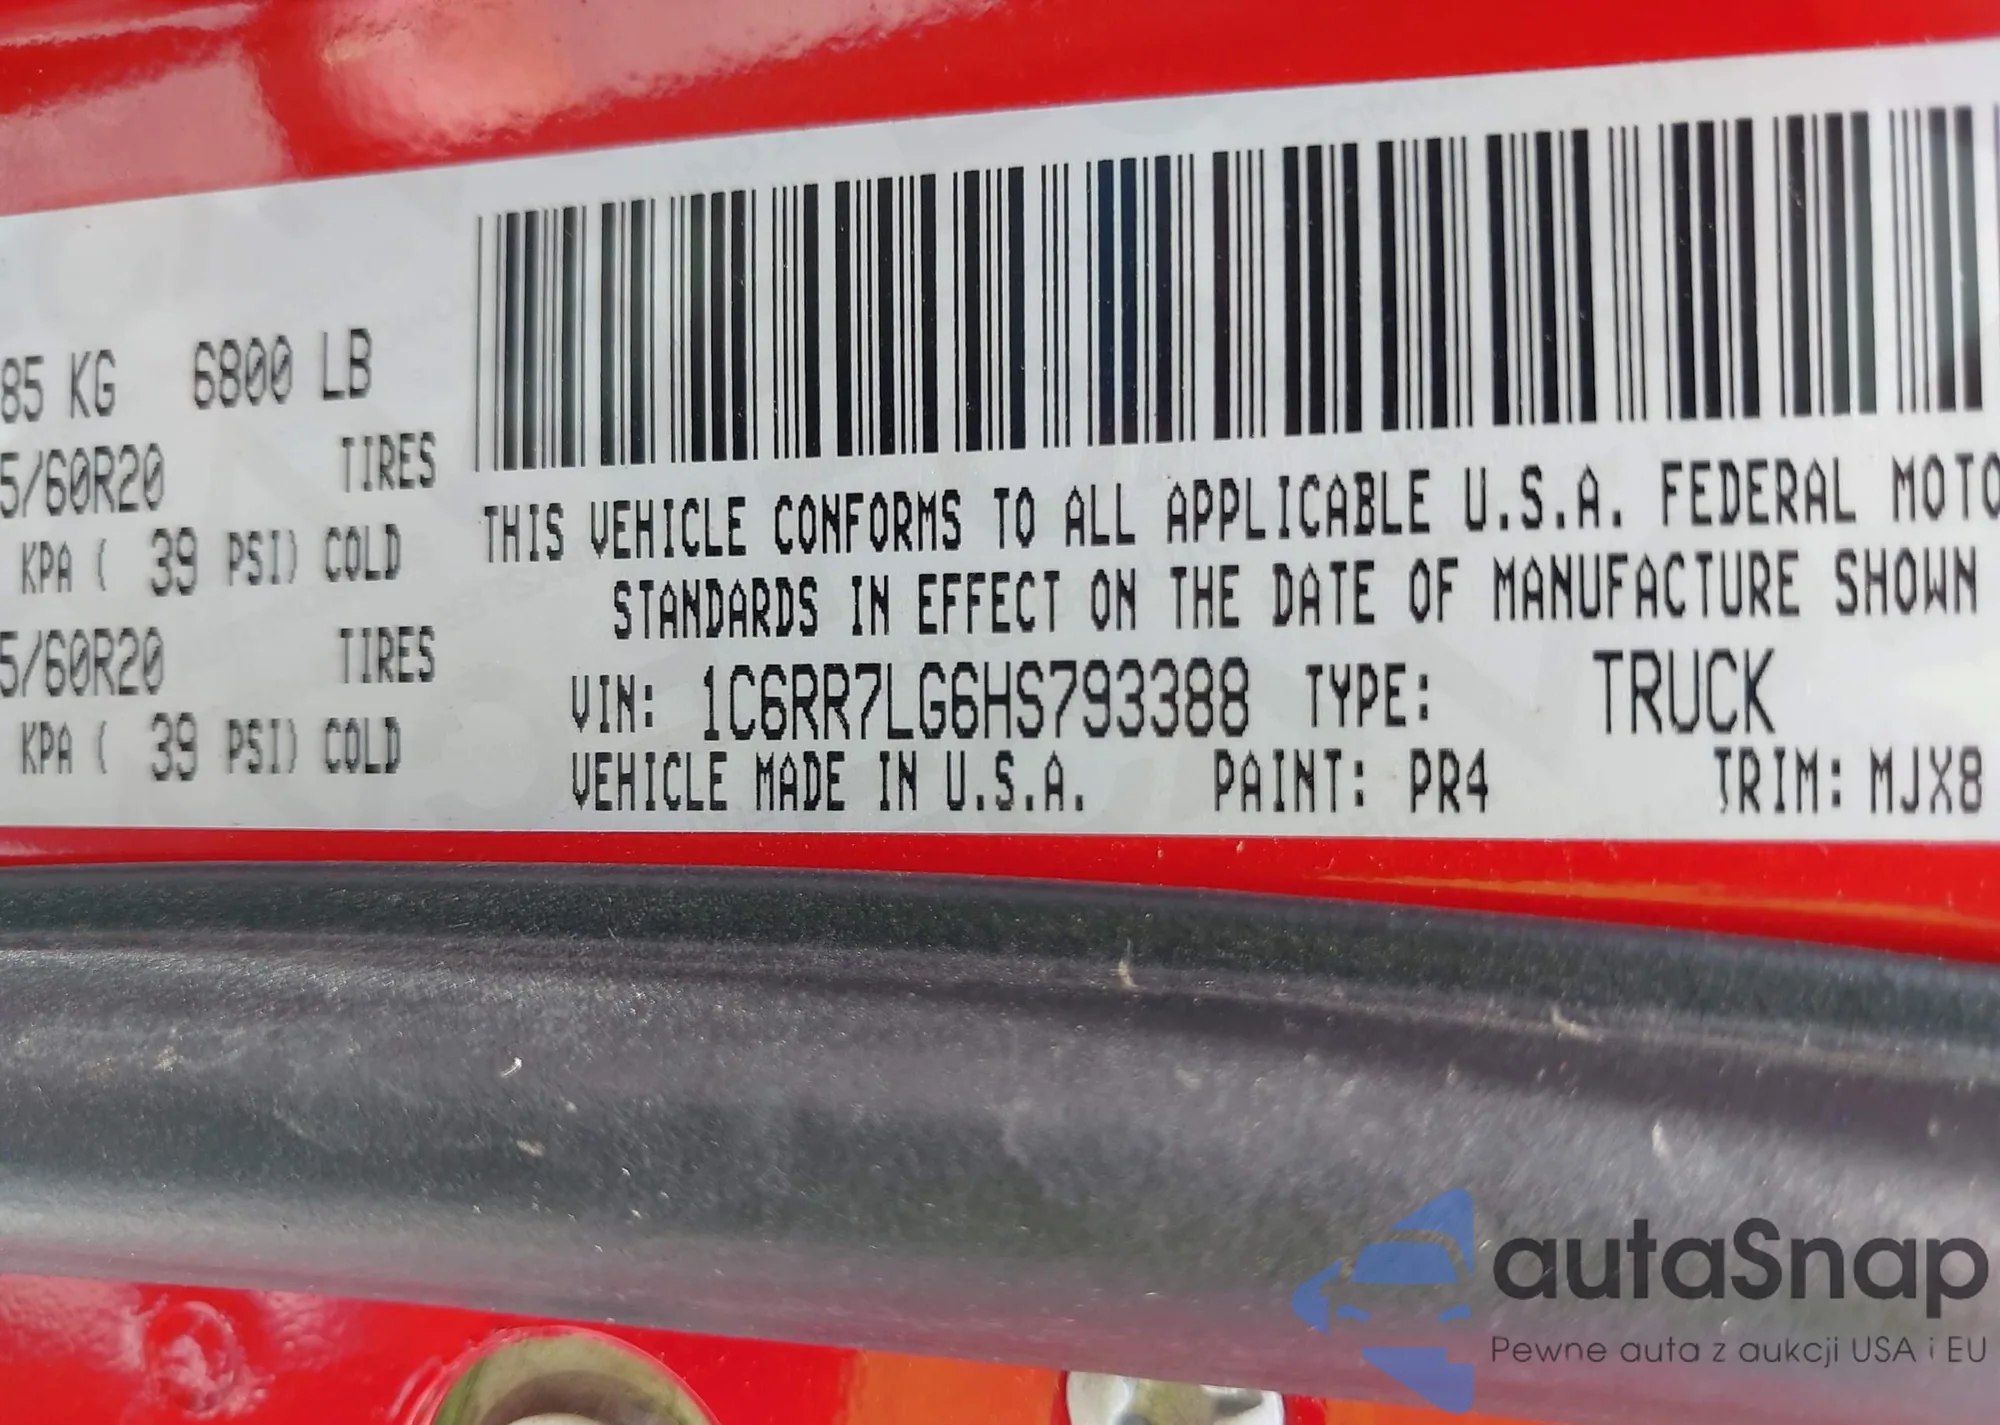 85 KG 6800 LB
5/60R20 TIRES
KPA ( 39 PSI) COLD
5/60R20 TIRES
KPA ( 39 PSI) COLD
THIS VEHICLE CONFORMS TO ALL APPLICABLE U.S.A. FEDERAL MOTO
STANDARDS IN EFFECT ON THE DATE OF MANUFACTURE SHOWN
VIN: 1C6RR7LG6HS793388 TYPE: TRUCK
VEHICLE MADE IN U.S.A. PAINT: PR4 TRIM: MJX8
autaSnap
Pewne auta z aukcji USA i EU